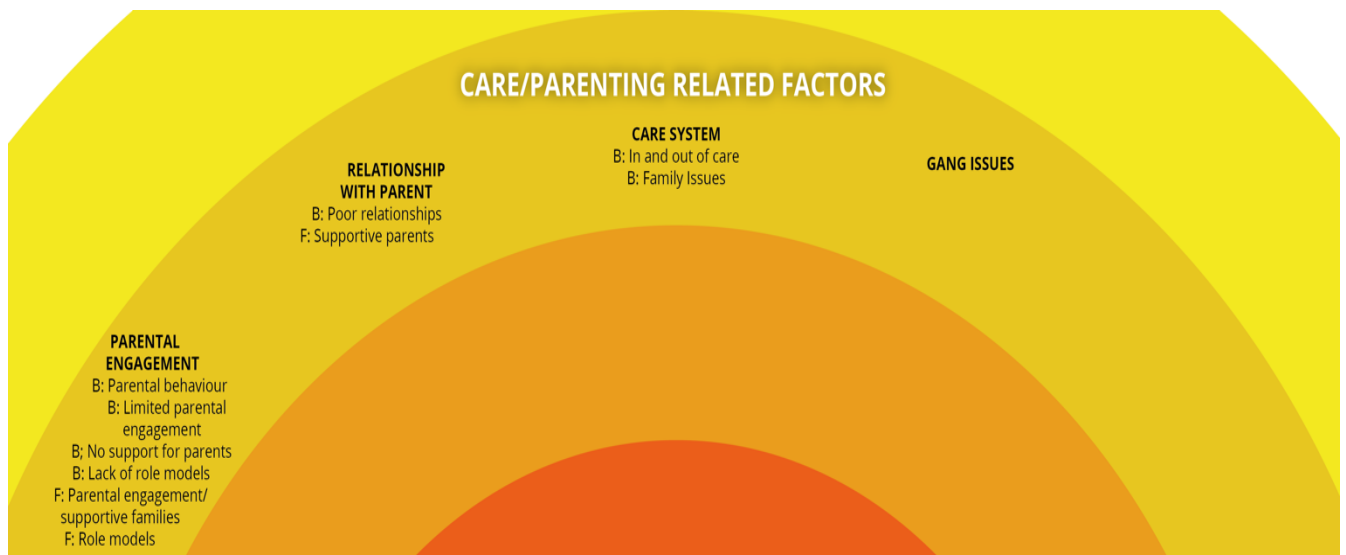 CARE/PARENTING RELATED FACTORS
CARE SYSTEM
B: In and out of care
B: Family Issues
GANG ISSUES
RELATIONSHIP
WITH PARENT
B: Poor relationships
F: Supportive parents
PARENTAL
ENGAGEMENT
B: Parental behaviour
B: Limited parental
engagement
B; No support for parents
B: Lack of role models
F: Parental engagement/
supportive families
F: Role models